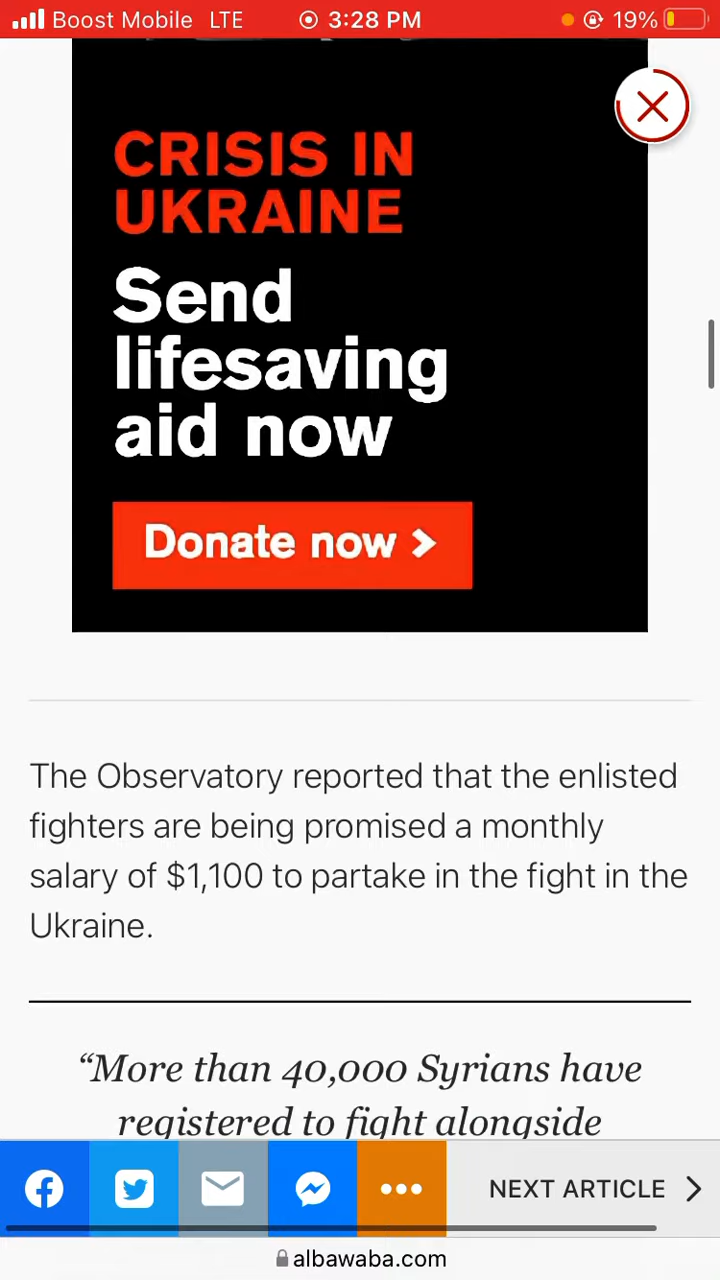 Boost Mobile LTE 3:28 PM 19%
CRISIS IN
UKRAINE
Send
lifesaving
aid now
Donate now >
The Observatory reported that the enlisted
fighters are being promised a monthly
salary of $1,100 to partake in the fight in the
Ukraine.
“More than 40,000 Syrians have
registered to fight alongside
NEXT ARTICLE
albawaba.com